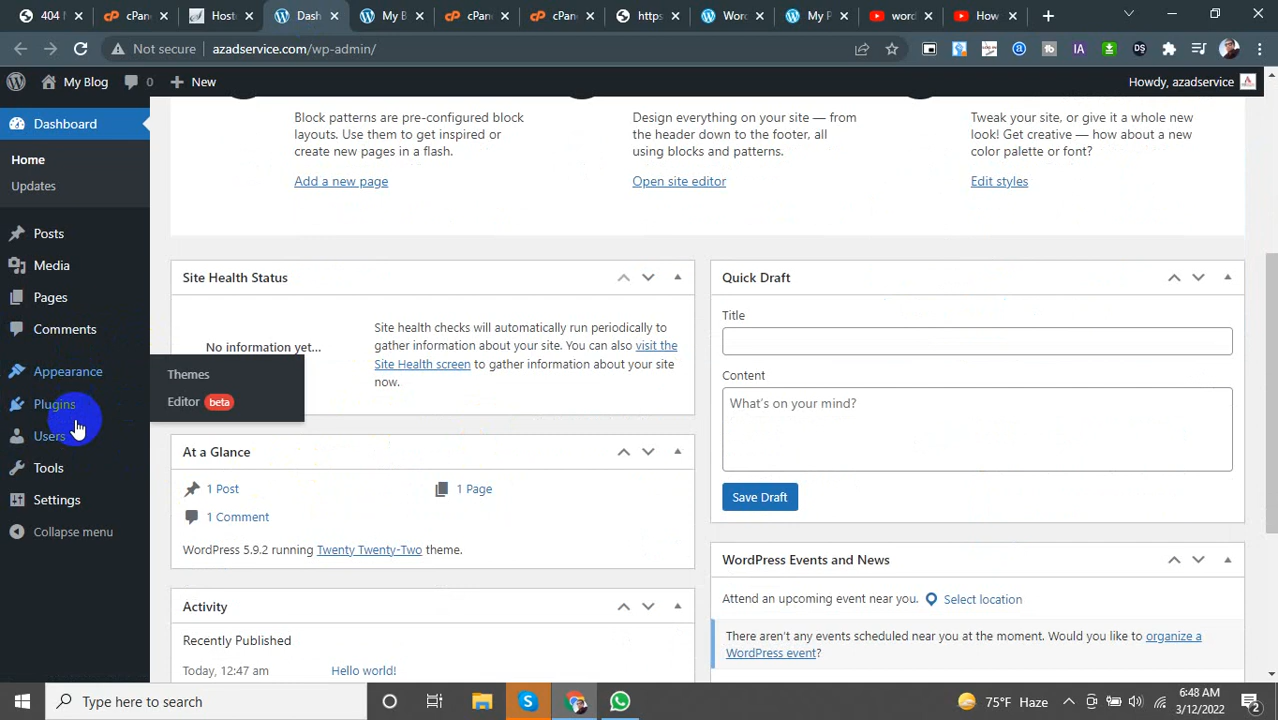 404 N
cPan
Host
Dash
My B
cPan
cPan
https
Word
My P
word
How
Not secure
azadservice.com/wp-admin/
My Blog
0
New
Howdy, azadservice
Dashboard
Home
Updates
Posts
Media
Pages
Comments
Appearance
Plugins
Users
Tools
Settings
Collapse menu
Themes
Editor beta
Block patterns are pre-configured block
layouts. Use them to get inspired or
create new pages in a flash.
Add a new page
Design everything on your site — from
the header down to the footer, all
using blocks and patterns.
Open site editor
Tweak your site, or give it a whole new
look! Get creative — how about a new
color palette or font?
Edit styles
Site Health Status
No information yet...
Site health checks will automatically run periodically to
gather information about your site. You can also visit the
Site Health screen to gather information about your site
now.
At a Glance
1 Post
1 Page
1 Comment
WordPress 5.9.2 running Twenty Twenty-Two theme.
Activity
Recently Published
Today, 12:47 am
Hello world!
Quick Draft
Title
Content
What's on your mind?
Save Draft
WordPress Events and News
Attend an upcoming event near you.
Select location
There aren't any events scheduled near you at the moment. Would you like to organize a
WordPress event?
Type here to search
75°F Haze
6:48 AM
3/12/2022
2